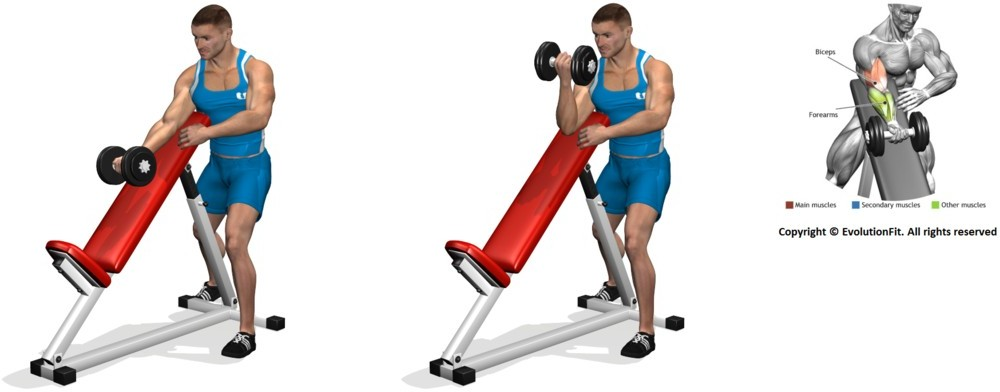 Biceps
Forearms
Main muscles Secondary muscles Other muscles
Copyright © EvolutionFit. All rights reserved